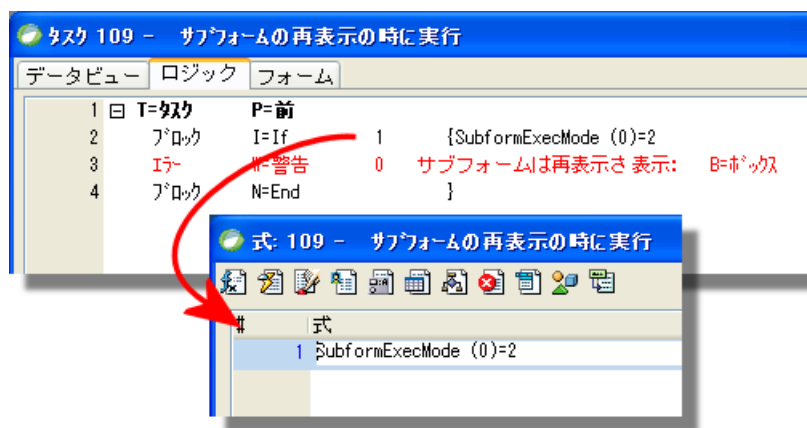 タスク 109 - サブフォームの再表示の時に実行
データビュー ロジック フォーム
1 T=タスク P=前
2 ブロック I=If 1 {SubformExecMode (0)=2
3 エラー W=警告 0 サブフォームは再表示さ 表示: B=ボックス
4 ブロック N=End }
式: 109 - サブフォームの再表示の時に実行
# 式
1 SubformExecMode (0)=2